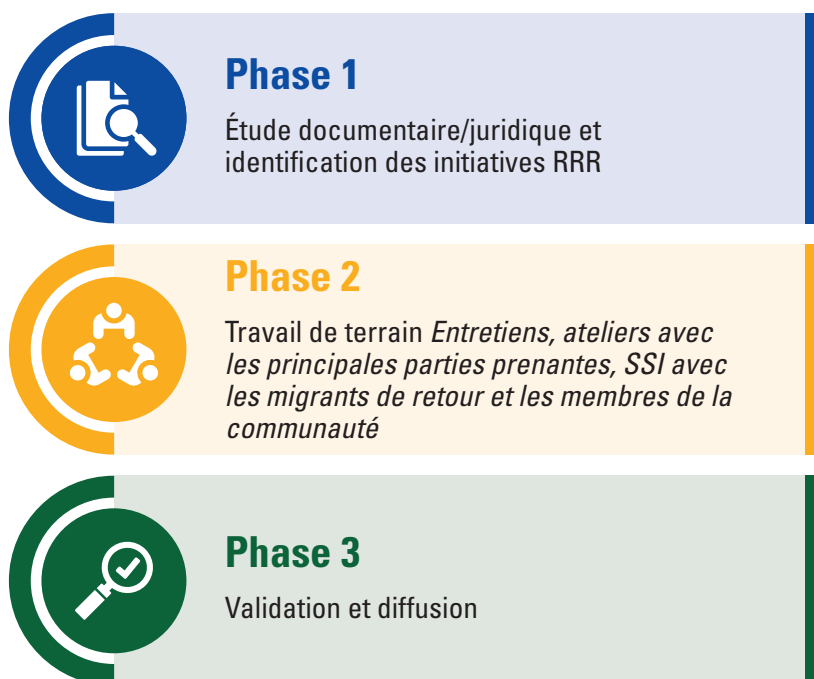 Phase 1
Étude documentaire/juridique et
identification des initiatives RRR
Phase 2
Travail de terrain Entretiens, ateliers avec
les principales parties prenantes, SSI avec
les migrants de retour et les membres de la
communauté
Phase 3
Validation et diffusion